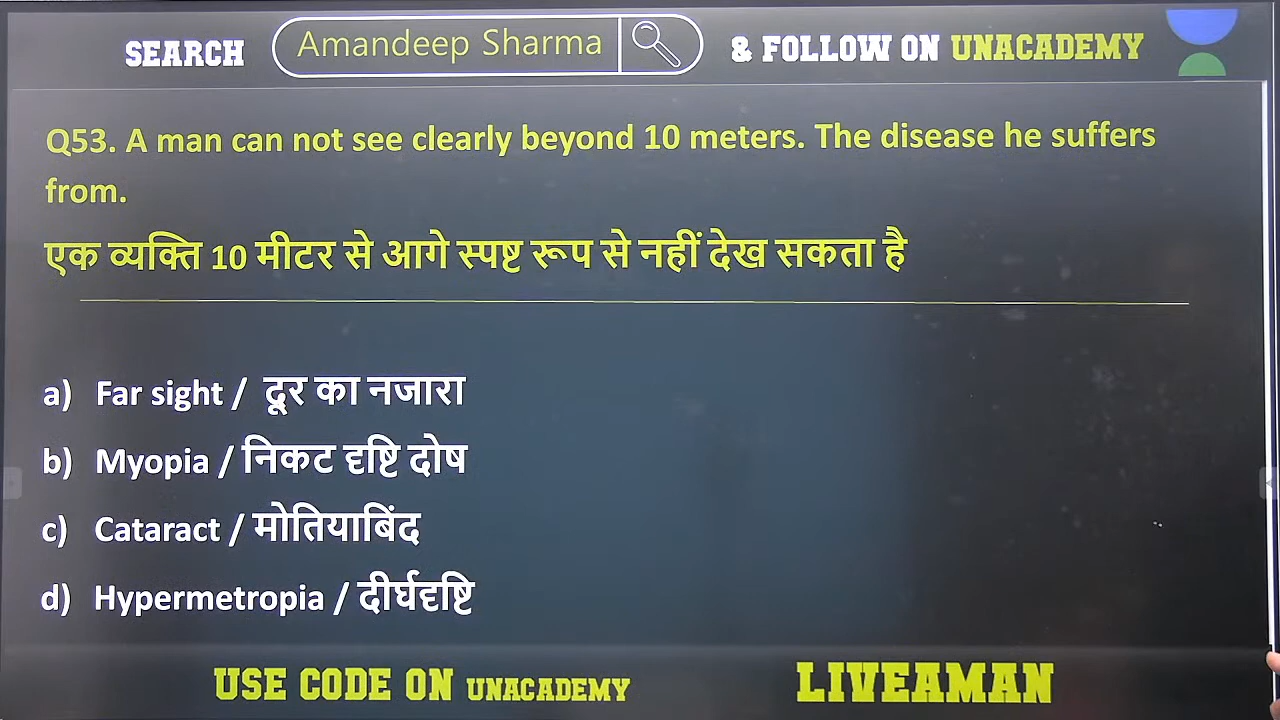 SEARCH Amandeep Sharma & FOLLOW ON UNACADEMY
Q53. A man can not see clearly beyond 10 meters. The disease he suffers
from.
एक व्यक्ति 10 मीटर से आगे स्पष्ट रूप से नहीं देख सकता है
a) Far sight / दूर का नजारा
b) Myopia / निकट दृष्टि दोष
c) Cataract / मोतियाबिंद
d) Hypermetropia / दीर्घदृष्टि
USE CODE ON UNACADEMY LIVEAMAN